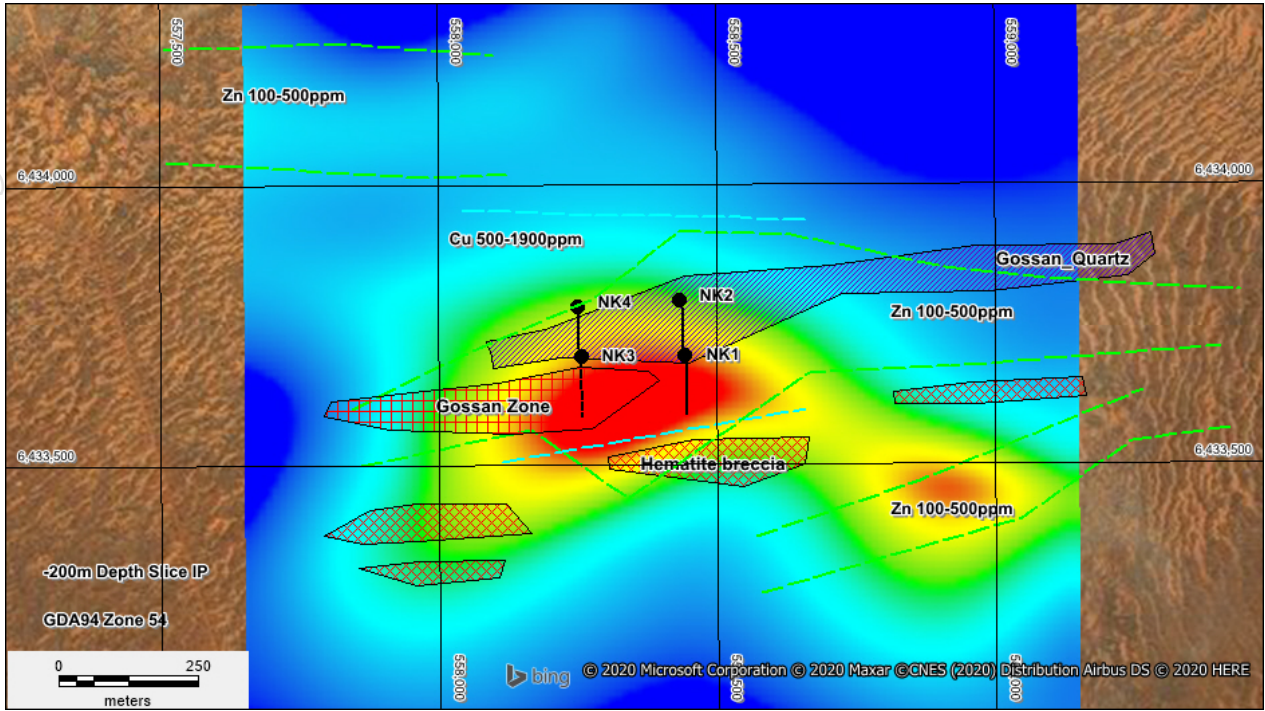 557,500
558,000
558,500
559,000
Zn 100-500ppm
6,434,000
6,434,000
Cu 500-1900ppm
Gossan_Quartz
NK4
NK2
Zn 100-500ppm
NK3
NK1
Gossan Zone
6,433,500
6,433,500
Hematite breccia
Zn 100-500ppm
-200m Depth Slice IP
GDA94 Zone 54
0 250
meters
558,000
559,000
bing
© 2020 Microsoft Corporation © 2020 Maxar ©CNES (2020) Distribution Airbus DS © 2020 HERE